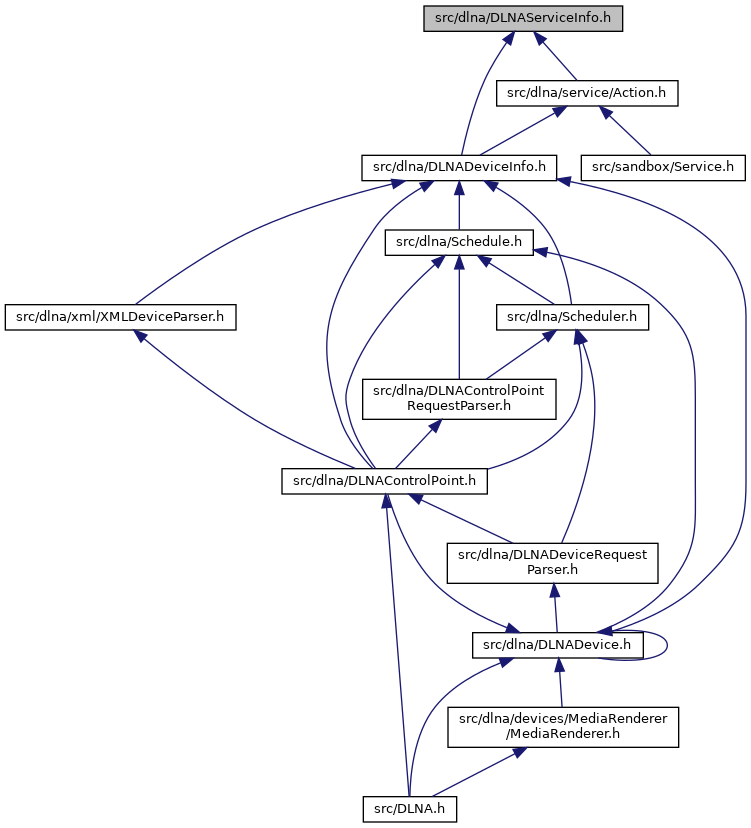 src/dlna/DLNAServiceInfo.h
src/dlna/service/Action.h
src/dlna/DLNADeviceInfo.h
src/sandbox/Service.h
src/dlna/Schedule.h
src/dlna/xml/XMLDeviceParser.h
src/dlna/Scheduler.h
src/dlna/DLNAControlPoint
RequestParser.h
src/dlna/DLNAControlPoint.h
src/dlna/DLNADeviceRequest
Parser.h
src/dlna/DLNADevice.h
src/dlna/devices/MediaRenderer
/MediaRenderer.h
src/DLNA.h